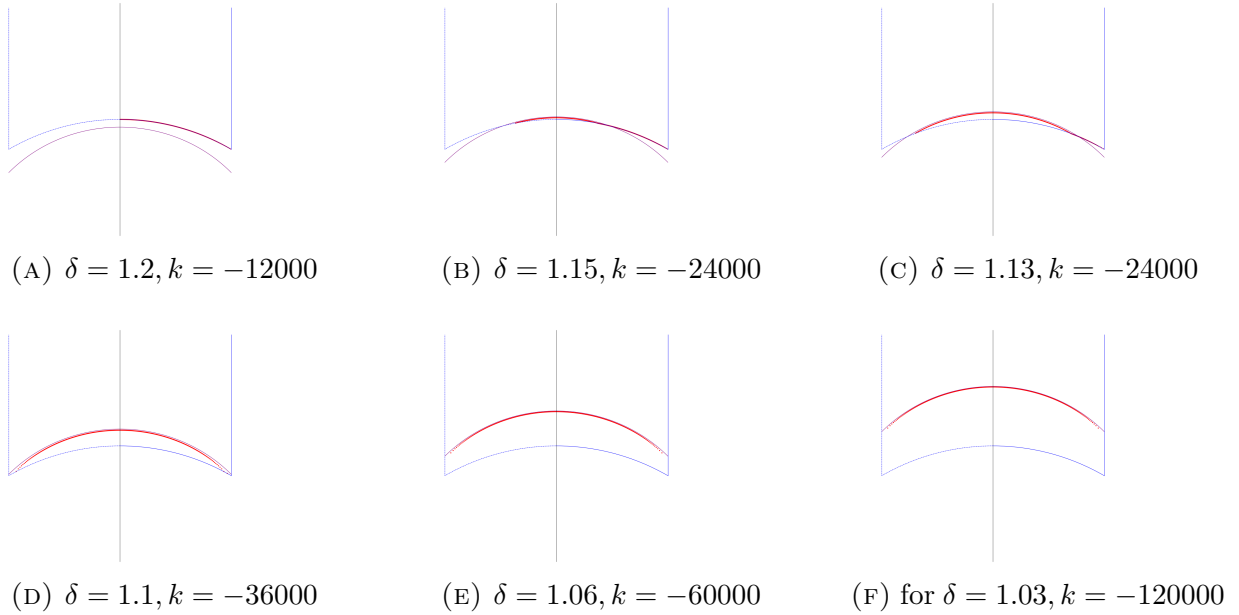 (A) δ = 1.2, k = −12000
(B) δ = 1.15, k = −24000
(C) δ = 1.13, k = −24000
(D) δ = 1.1, k = −36000
(E) δ = 1.06, k = −60000
(F) for δ = 1.03, k = −120000